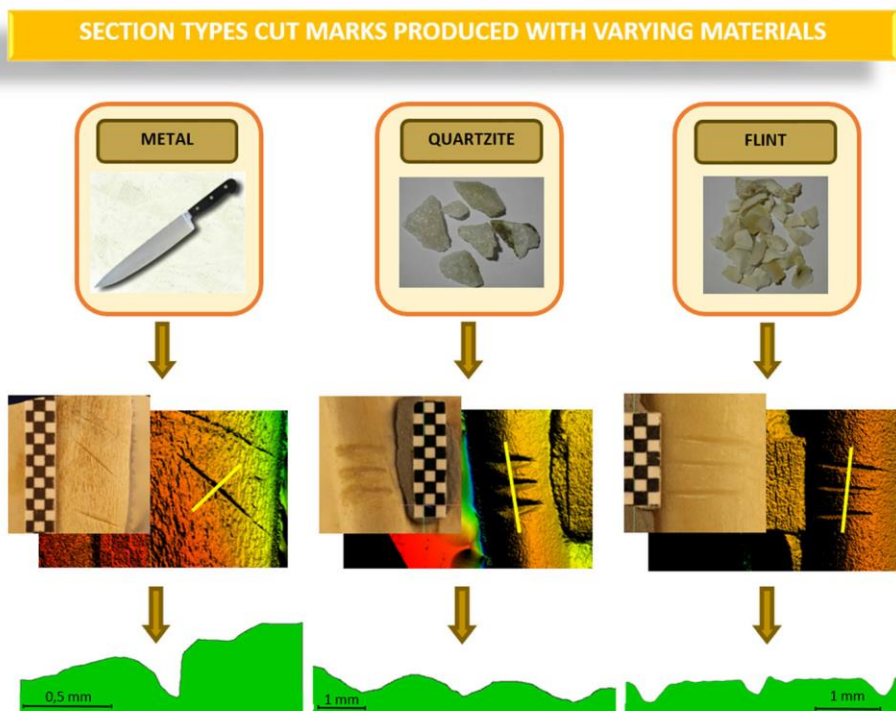 SECTION TYPES CUT MARKS PRODUCED WITH VARYING MATERIALS
METAL
QUARTZITE
FLINT
0,5 mm
1 mm
1 mm